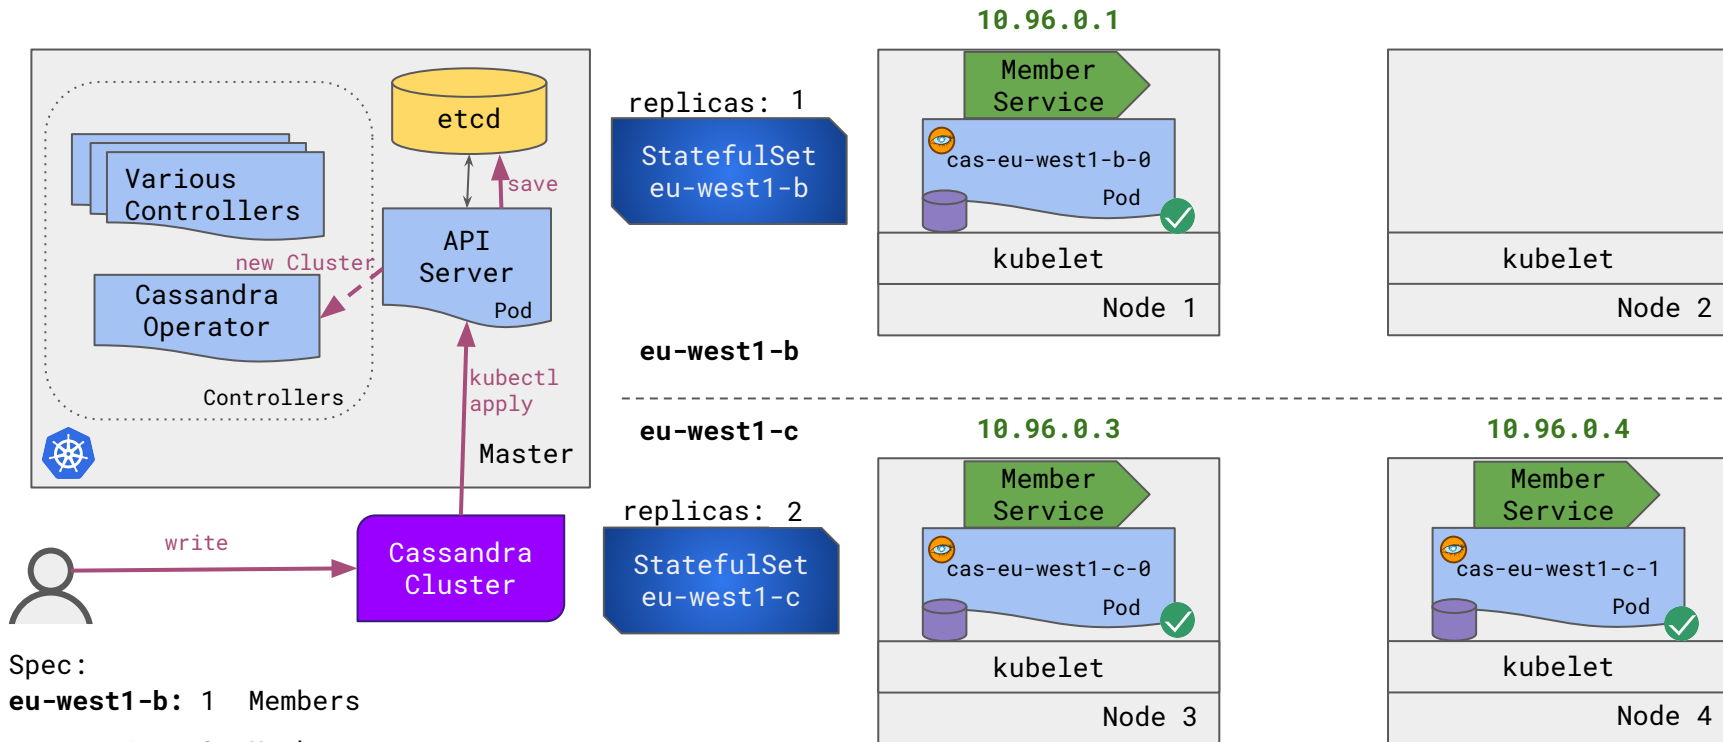 10.96.0.1
Member
Service
cas-eu-west1-b-0
Pod
kubelet
Node 1
kubelet
Node 2
replicas: 1
StatefulSet
eu-west1-b
eu-west1-b
etcd
save
Various
Controllers
API
Server
Pod
new Cluster
Cassandra
Operator
Controllers
kubectl
apply
Master
eu-west1-c
10.96.0.3
Member
Service
cas-eu-west1-c-0
Pod
kubelet
Node 3
10.96.0.4
Member
Service
cas-eu-west1-c-1
Pod
kubelet
Node 4
replicas: 2
StatefulSet
eu-west1-c
write
Cassandra
Cluster
Spec:
eu-west1-b: 1 Members